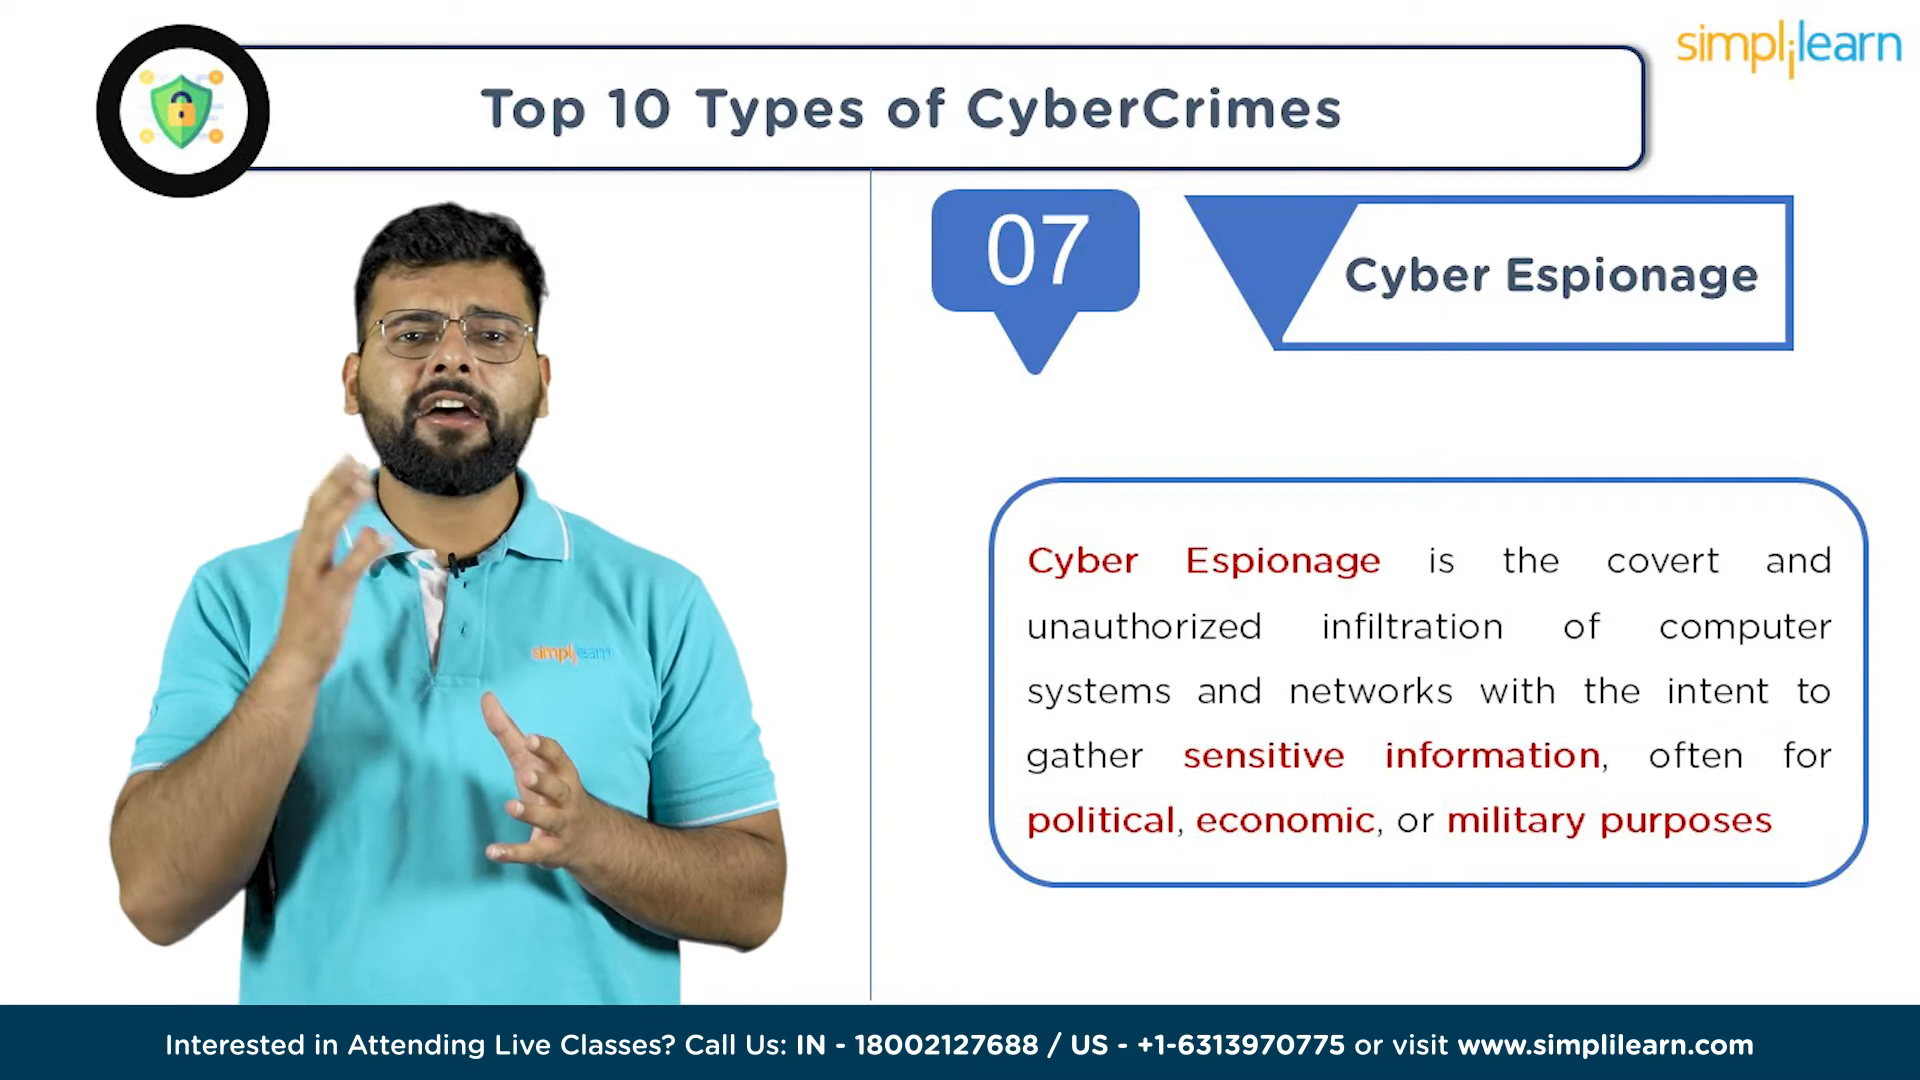 simplilearn
Top 10 Types of CyberCrimes
07
Cyber Espionage
Cyber Espionage is the covert and
unauthorized infiltration of computer
systems and networks with the intent to
gather sensitive information, often for
political, economic, or military purposes
simplilearn
Interested in Attending Live Classes? Call Us: IN - 18002127688 / US - +1-6313970775 or visit www.simplilearn.com